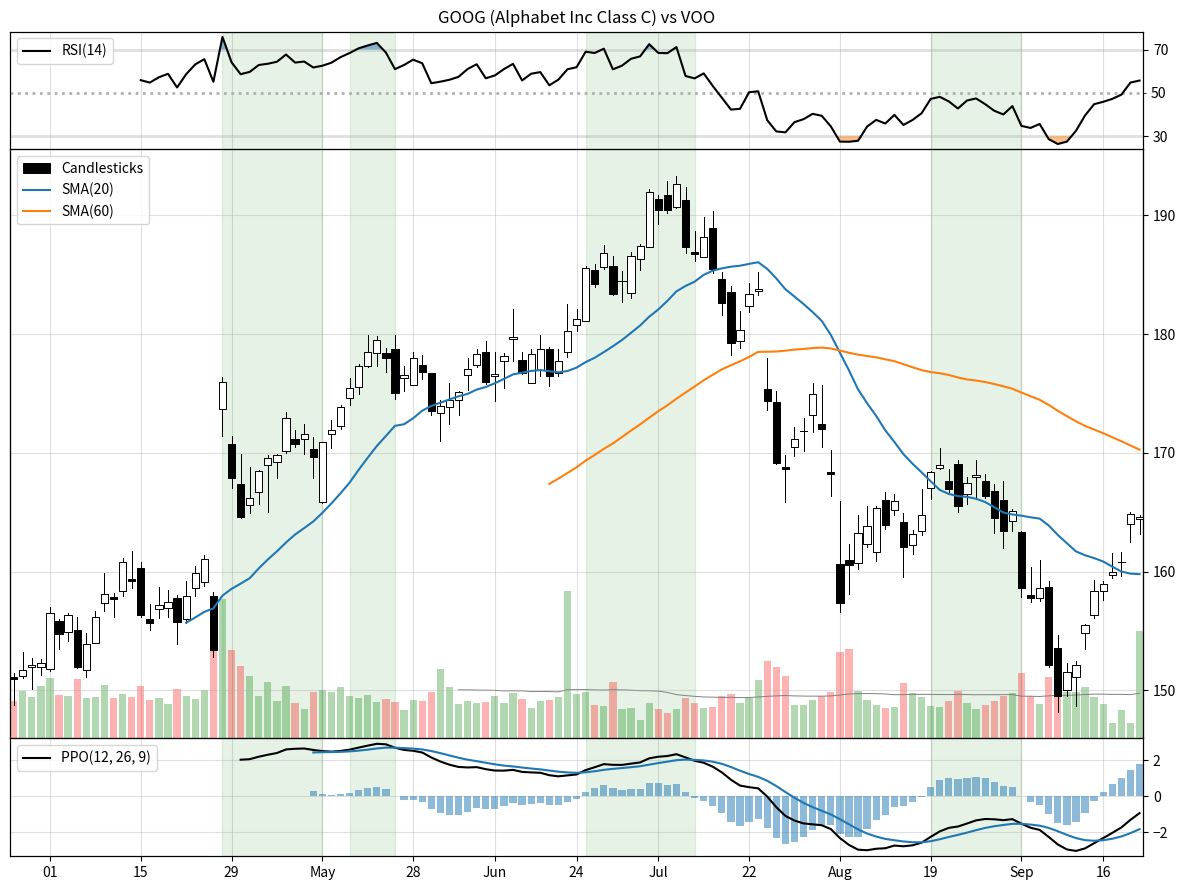 GOOG (Alphabet Inc Class C) vs VOO
RSI(14)
70
50
30
Candlesticks
SMA(20)
SMA(60)
190
180
170
160
150
PPO(12, 26, 9)
2
0
−2
01 15 29 May 28 Jun 24 Jul 22 Aug 19 Sep 16